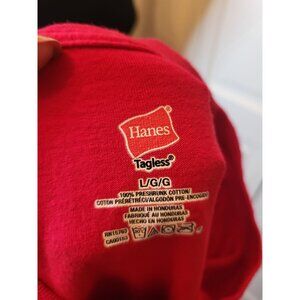 Hanes
Tagless®
L/G/G
100% PRESHRUNK COTTON/
COTON PRÉRÉTRÉCI/ALGODÓN PRE-ENCOGIDO
MADE IN HONDURAS
FABRIQUÉ AU HONDURAS
HECHO EN HONDURAS
RN15763